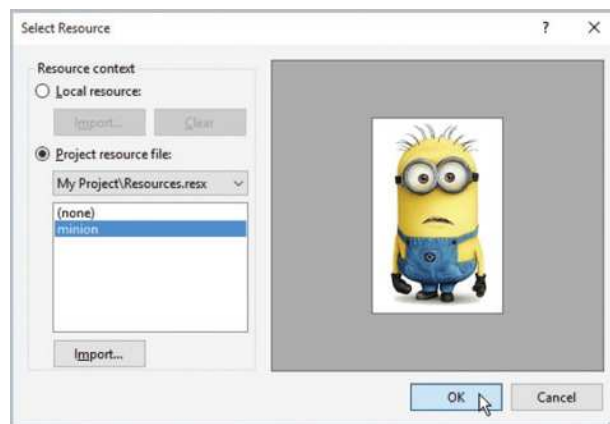 Select Resource
? ×
Resource context
Local resource:
Import... Clear
Project resource file:
My Project\Resources.resx
(none)
minion
Import...
OK Cancel